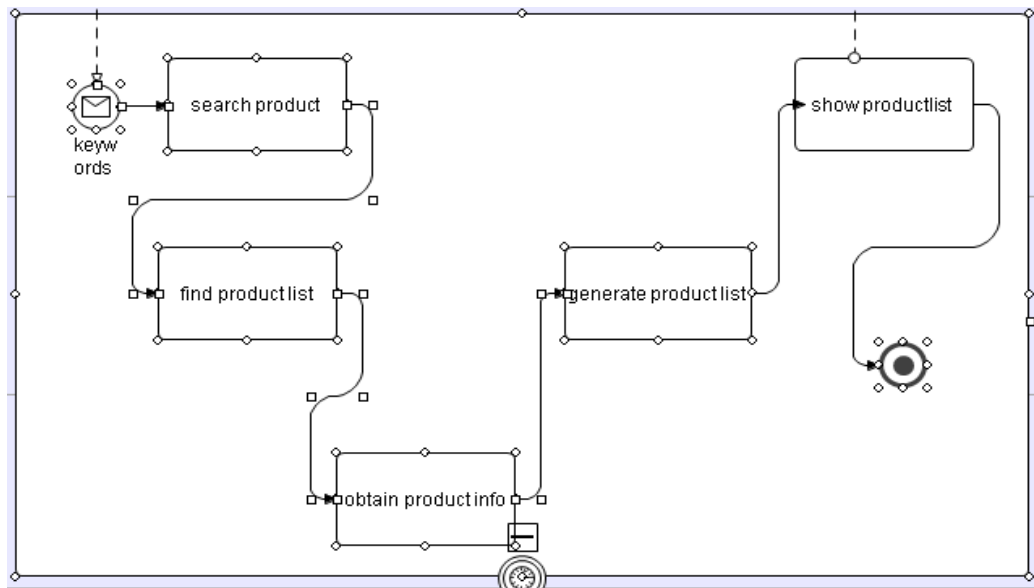 search product
show productlist
keyw
ords
find product list
generate product list
obtain product info